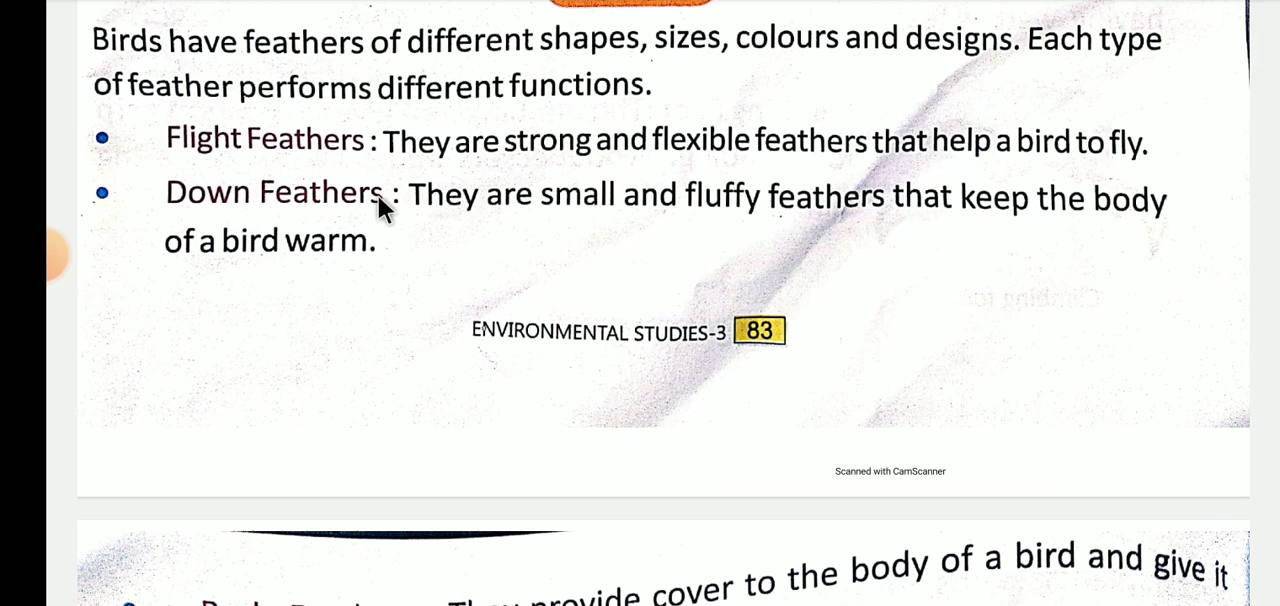 Birds have feathers of different shapes, sizes, colours and designs. Each type
of feather performs different functions.
• Flight Feathers : They are strong and flexible feathers that help a bird to fly.
• Down Feathers : They are small and fluffy feathers that keep the body
of a bird warm.
ENVIRONMENTAL STUDIES-3 83
Scanned with CamScanner
provide cover to the body of a bird and give it